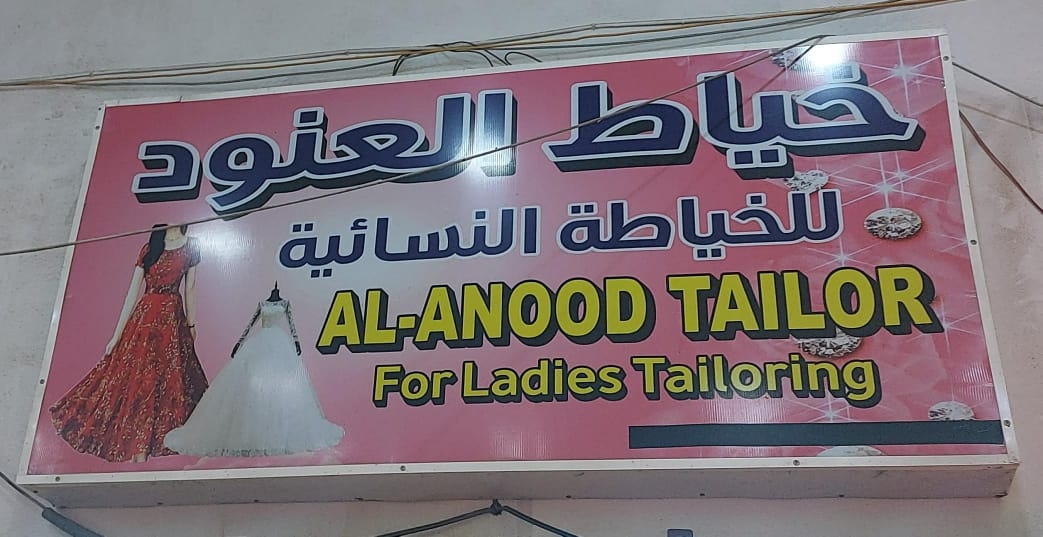 خياط العنود
للخياطة النسائية
AL-ANOOD TAILOR
For Ladies Tailoring